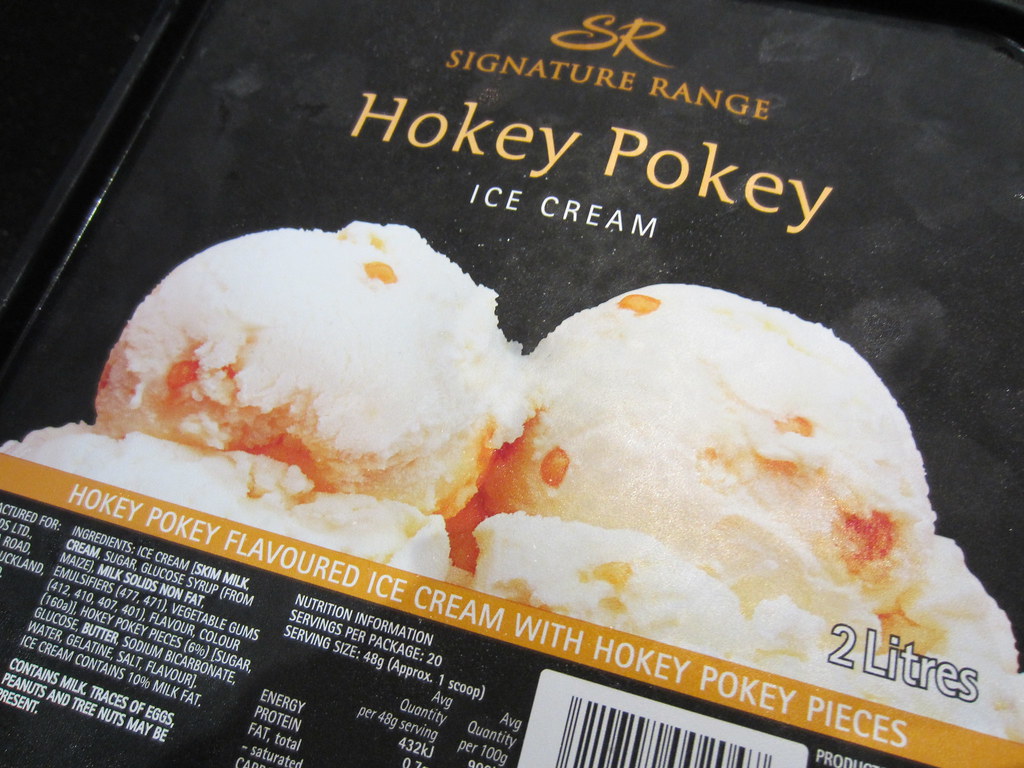 SR
SIGNATURE RANGE
Hokey Pokey
ICE CREAM
2 Litres
HOKEY POKEY FLAVOURED ICE CREAM WITH HOKEY POKEY PIECES
ACTURED FOR:
DS LTD.
ROAD,
UCKLAND
INGREDIENTS: ICE CREAM [SKIM MILK,
CREAM, SUGAR, GLUCOSE SYRUP (FROM
MAIZE), MILK SOLIDS NON FAT,
EMULSIFIERS (477, 471), VEGETABLE GUMS
(412, 410, 407, 401), FLAVOUR, COLOUR
(160a)], HOKEY POKEY PIECES (6%) [SUGAR,
GLUCOSE, BUTTER, SODIUM BICARBONATE,
WATER, GELATINE, SALT, FLAVOUR].
ICE CREAM CONTAINS 10% MILK FAT.
CONTAINS MILK. TRACES OF EGGS,
PEANUTS AND TREE NUTS MAY BE
PRESENT.
NUTRITION INFORMATION
SERVINGS PER PACKAGE: 20
SERVING SIZE: 48g (Approx. 1 scoop)
Avg Quantity per 48g serving
Avg Quantity per 100g
ENERGY 432kJ
PROTEIN
FAT, total
- saturated
PRODUCT